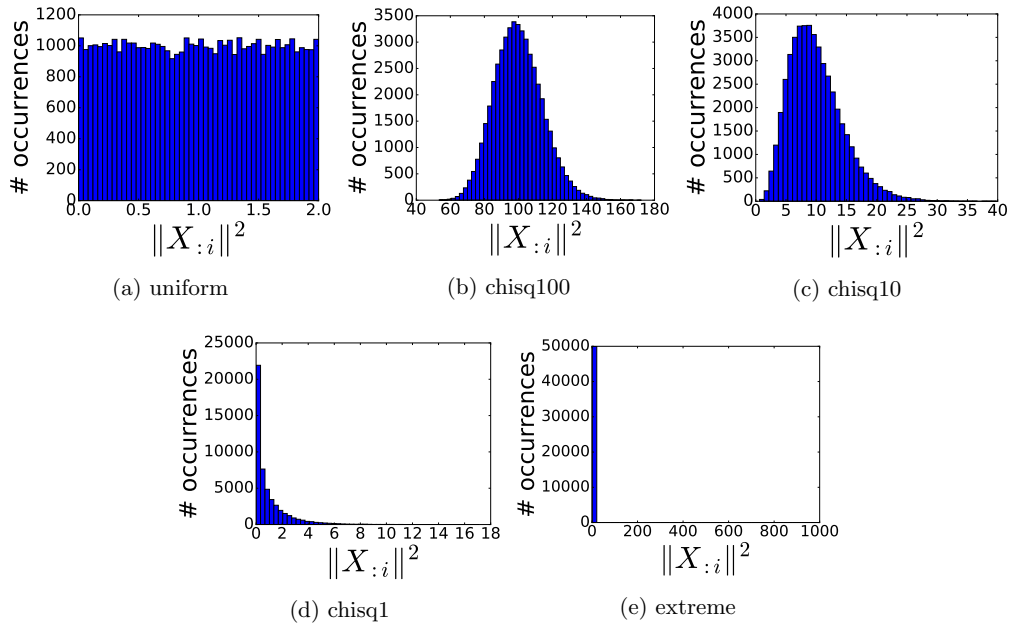 # occurrences
1200
1000
800
600
400
200
0
0.0 0.5 1.0 1.5 2.0
‖X:i‖²
(a) uniform
# occurrences
3500
3000
2500
2000
1500
1000
500
0
40 60 80 100 120 140 160 180
‖X:i‖²
(b) chisq100
# occurrences
4000
3500
3000
2500
2000
1500
1000
500
0
0 5 10 15 20 25 30 35 40
‖X:i‖²
(c) chisq10
# occurrences
25000
20000
15000
10000
5000
0
0 2 4 6 8 10 12 14 16 18
‖X:i‖²
(d) chisq1
# occurrences
50000
40000
30000
20000
10000
0
0 200 400 600 800 1000
‖X:i‖²
(e) extreme